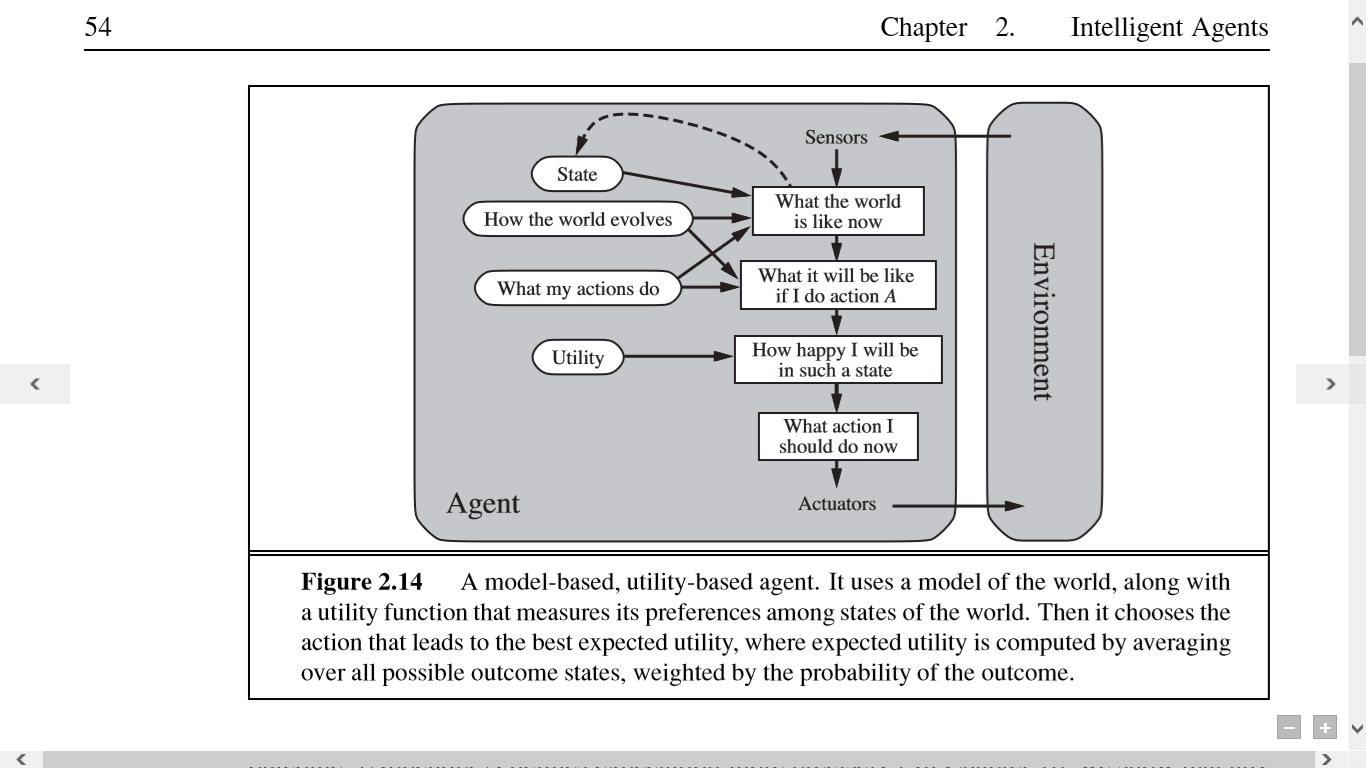 54
Chapter 2. Intelligent Agents
Sensors
State
What the world
is like now
How the world evolves
What it will be like
if I do action A
What my actions do
How happy I will be
in such a state
Utility
What action I
should do now
Agent
Actuators
Environment
Figure 2.14 A model-based, utility-based agent. It uses a model of the world, along with
a utility function that measures its preferences among states of the world. Then it chooses the
action that leads to the best expected utility, where expected utility is computed by averaging
over all possible outcome states, weighted by the probability of the outcome.